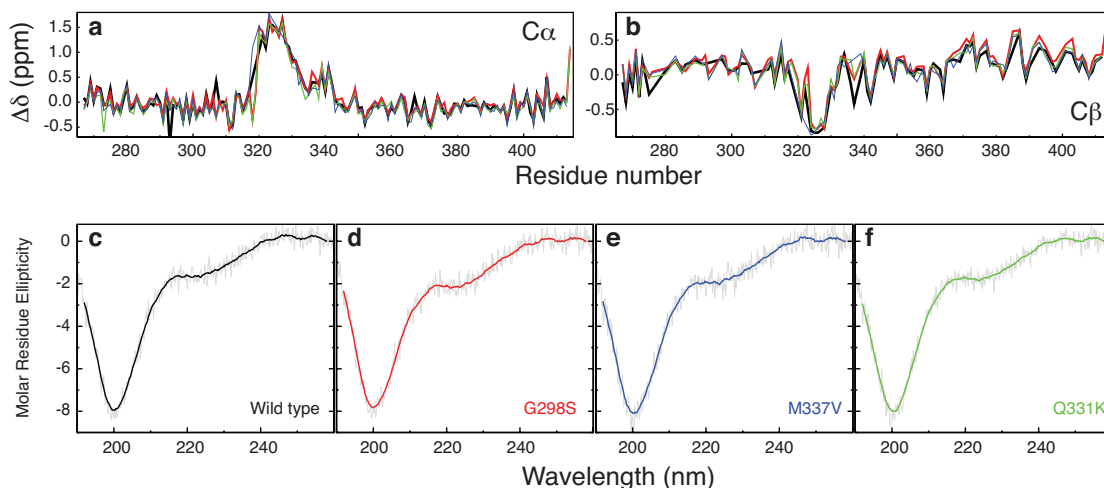 a
Cα
b
Cβ
Δδ (ppm)
1.5
1.0
0.5
0.0
-0.5
0.5
0.0
-0.5
280 300 320 340 360 380 400
280 300 320 340 360 380 400
Residue number
c
d
e
f
Molar Residue Ellipticity
0
-2
-4
-6
-8
Wild type
G298S
M337V
Q331K
200 220 240
200 220 240
200 220 240
200 220 240
Wavelength (nm)